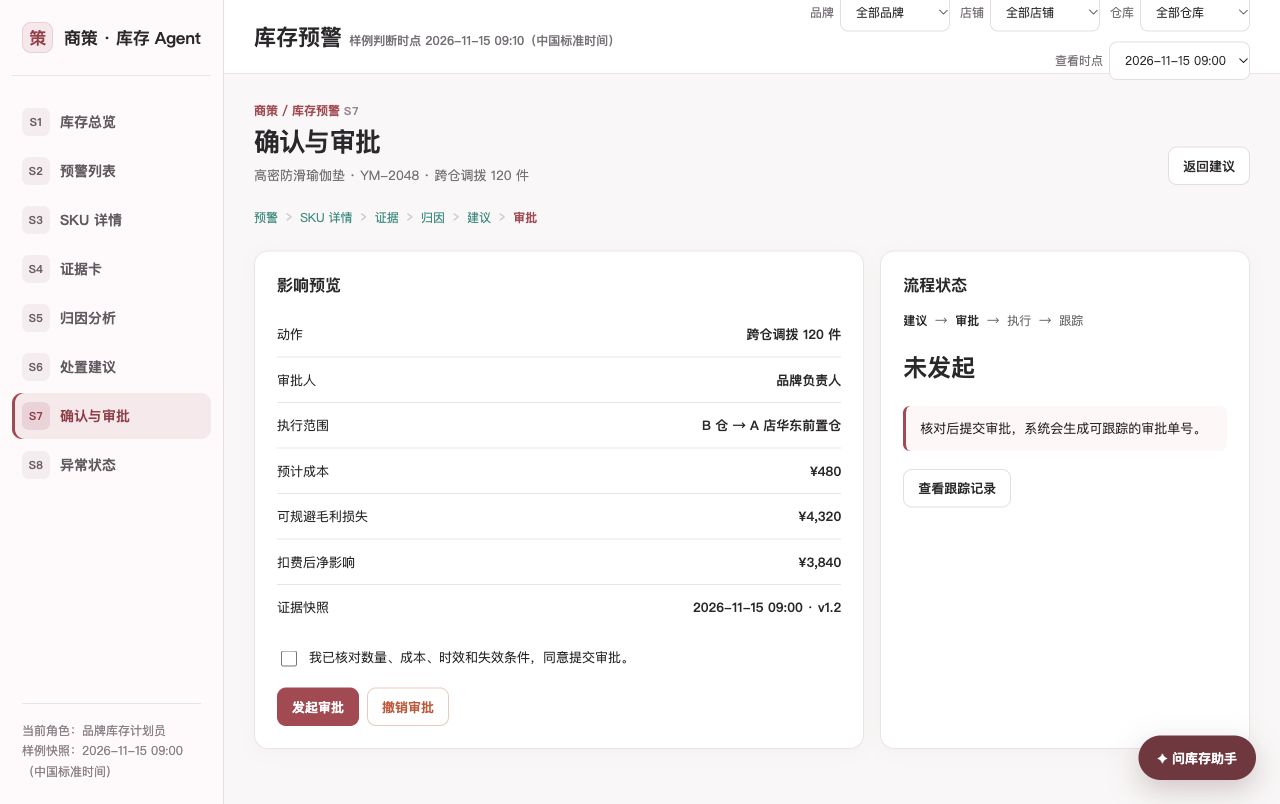 策 商策 · 库存 Agent
S1 库存总览
S2 预警列表
S3 SKU 详情
S4 证据卡
S5 归因分析
S6 处置建议
S7 确认与审批
S8 异常状态
当前角色：品牌库存计划员
样例快照：2026-11-15 09:00
（中国标准时间）
库存预警 样例判断时点 2026-11-15 09:10（中国标准时间）
品牌 全部品牌 店铺 全部店铺 仓库 全部仓库
查看时点 2026-11-15 09:00
商策 / 库存预警 S7
确认与审批
高密防滑瑜伽垫 · YM-2048 · 跨仓调拨 120 件
返回建议
预警 > SKU 详情 > 证据 > 归因 > 建议 > 审批
影响预览
动作 跨仓调拨 120 件
审批人 品牌负责人
执行范围 B 仓 → A 店华东前置仓
预计成本 ¥480
可规避毛利损失 ¥4,320
扣费后净影响 ¥3,840
证据快照 2026-11-15 09:00 · v1.2
我已核对数量、成本、时效和失效条件，同意提交审批。
发起审批 撤销审批
流程状态
建议 → 审批 → 执行 → 跟踪
未发起
核对后提交审批，系统会生成可跟踪的审批单号。
查看跟踪记录
✦ 问库存助手